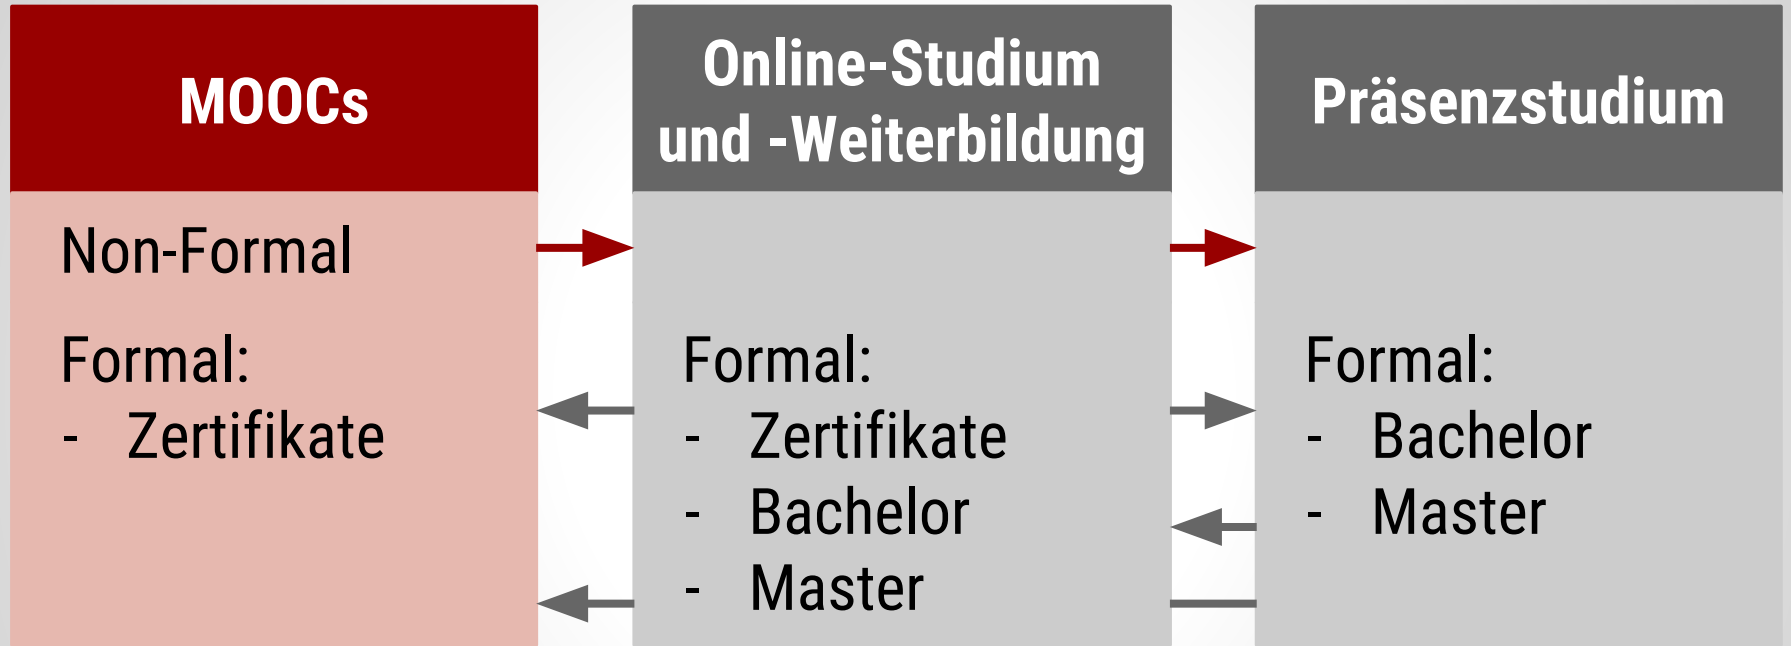 MOOCs
Non-Formal
Formal:
- Zertifikate
Online-Studium
und -Weiterbildung
Formal:
- Zertifikate
- Bachelor
- Master
Präsenzstudium
Formal:
- Bachelor
- Master